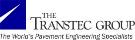 THE
TRANSTEC GROUP
The World's Pavement Engineering Specialists